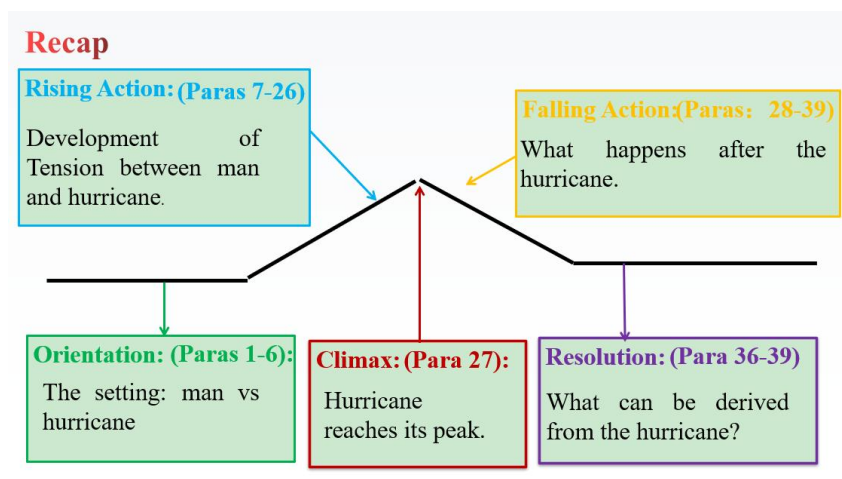 Recap
Rising Action: (Paras 7-26)
Development of
Tension between man
and hurricane.
Falling Action:(Paras： 28-39)
What happens after the
hurricane.
Orientation: (Paras 1-6):
The setting: man vs
hurricane
Climax: (Para 27):
Hurricane
reaches its peak.
Resolution: (Para 36-39)
What can be derived
from the hurricane?